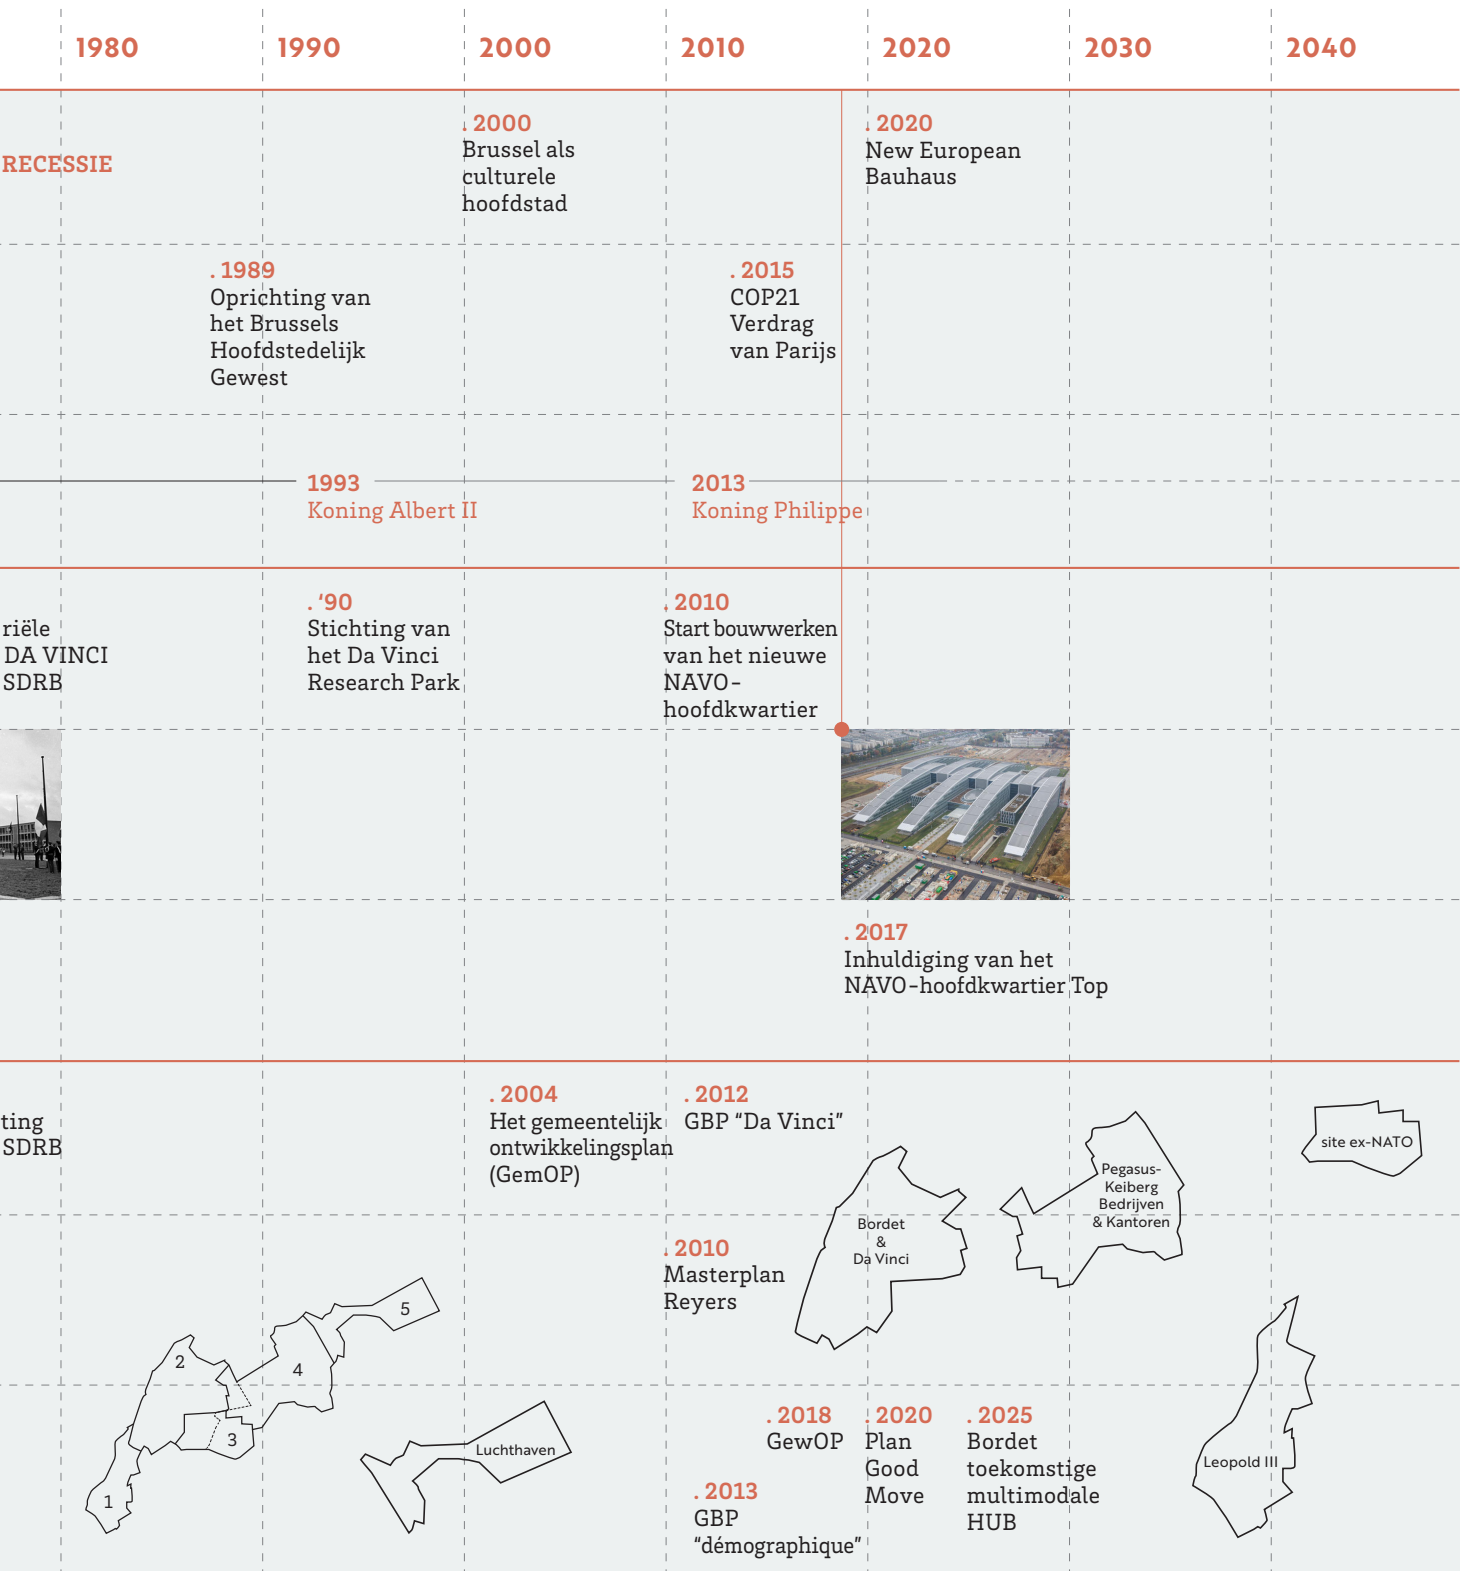 1980 1990 2000 2010 2020 2030 2040
RECESSIE
. 2000
Brussel als
culturele
hoofdstad
. 2020
New European
Bauhaus
. 1989
Oprichting van
het Brussels
Hoofdstedelijk
Gewest
. 2015
COP21
Verdrag
van Parijs
1993
Koning Albert II
2013
Koning Philippe
riële
DA VINCI
SDRB
. ‘90
Stichting van
het Da Vinci
Research Park
. 2010
Start bouwwerken
van het nieuwe
NAVO-
hoofdkwartier
. 2017
Inhuldiging van het
NAVO-hoofdkwartier Top
ting
SDRB
. 2004
Het gemeentelijk
ontwikkelingsplan
(GemOP)
. 2012
GBP “Da Vinci”
Bordet
&
Da Vinci
Pegasus-
Keiberg
Bedrijven
& Kantoren
site ex-NATO
. 2010
Masterplan
Reyers
1
2
3
4
5
Luchthaven
. 2018
GewOP
. 2020
Plan
Good
Move
. 2025
Bordet
toekomstige
multimodale
HUB
. 2013
GBP
“démographique”
Leopold III